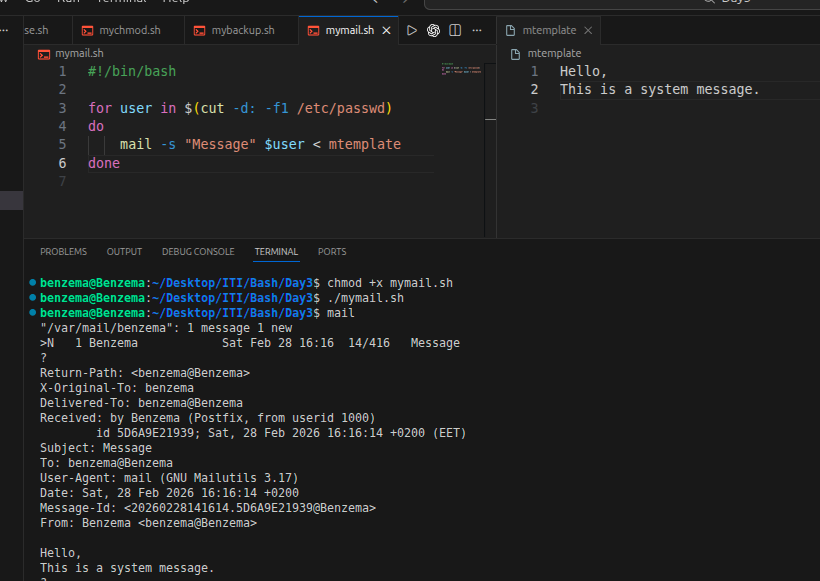 Go Run Terminal Help
Days
se.sh mychmod.sh mybackup.sh mymail.sh mtemplate
mymail.sh
1 #!/bin/bash
2
3 for user in $(cut -d: -f1 /etc/passwd)
4 do
5 mail -s "Message" $user < mtemplate
6 done
7
mtemplate
1 Hello,
2 This is a system message.
3
PROBLEMS OUTPUT DEBUG CONSOLE TERMINAL PORTS
benzema@Benzema:~/Desktop/ITI/Bash/Day3$ chmod +x mymail.sh
benzema@Benzema:~/Desktop/ITI/Bash/Day3$ ./mymail.sh
benzema@Benzema:~/Desktop/ITI/Bash/Day3$ mail
"/var/mail/benzema": 1 message 1 new
>N 1 Benzema Sat Feb 28 16:16 14/416 Message
?
Return-Path: <benzema@Benzema>
X-Original-To: benzema
Delivered-To: benzema@Benzema
Received: by Benzema (Postfix, from userid 1000)
id 5D6A9E21939; Sat, 28 Feb 2026 16:16:14 +0200 (EET)
Subject: Message
To: benzema@Benzema
User-Agent: mail (GNU Mailutils 3.17)
Date: Sat, 28 Feb 2026 16:16:14 +0200
Message-Id: <20260228141614.5D6A9E21939@Benzema>
From: Benzema <benzema@Benzema>

Hello,
This is a system message.
?